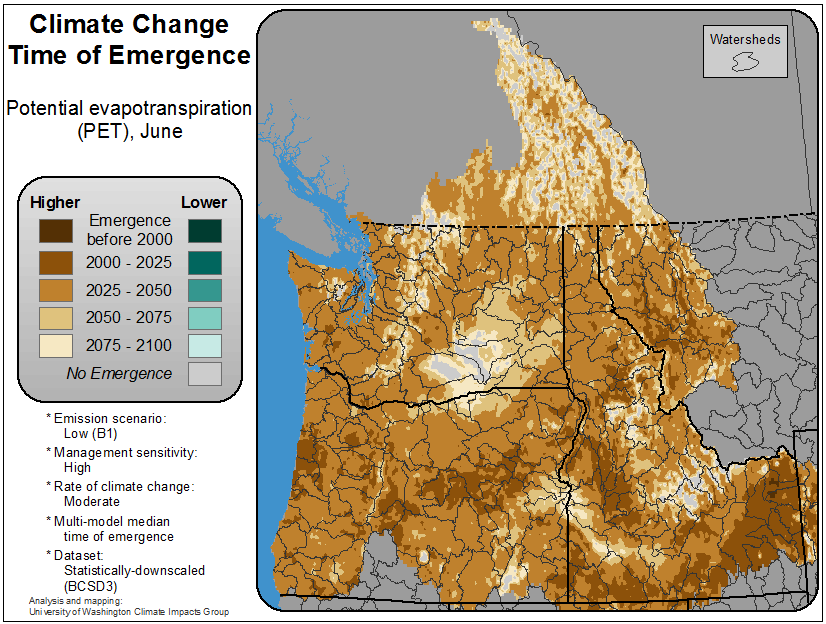 Climate Change
Time of Emergence
Potential evapotranspiration
(PET), June
Higher
Lower
Emergence
before 2000
2000 - 2025
2025 - 2050
2050 - 2075
2075 - 2100
No Emergence
* Emission scenario:
Low (B1)
* Management sensitivity:
High
* Rate of climate change:
Moderate
* Multi-model median
time of emergence
* Dataset:
Statistically-downscaled
(BCSD3)
Analysis and mapping:
University of Washington Climate Impacts Group
Watersheds